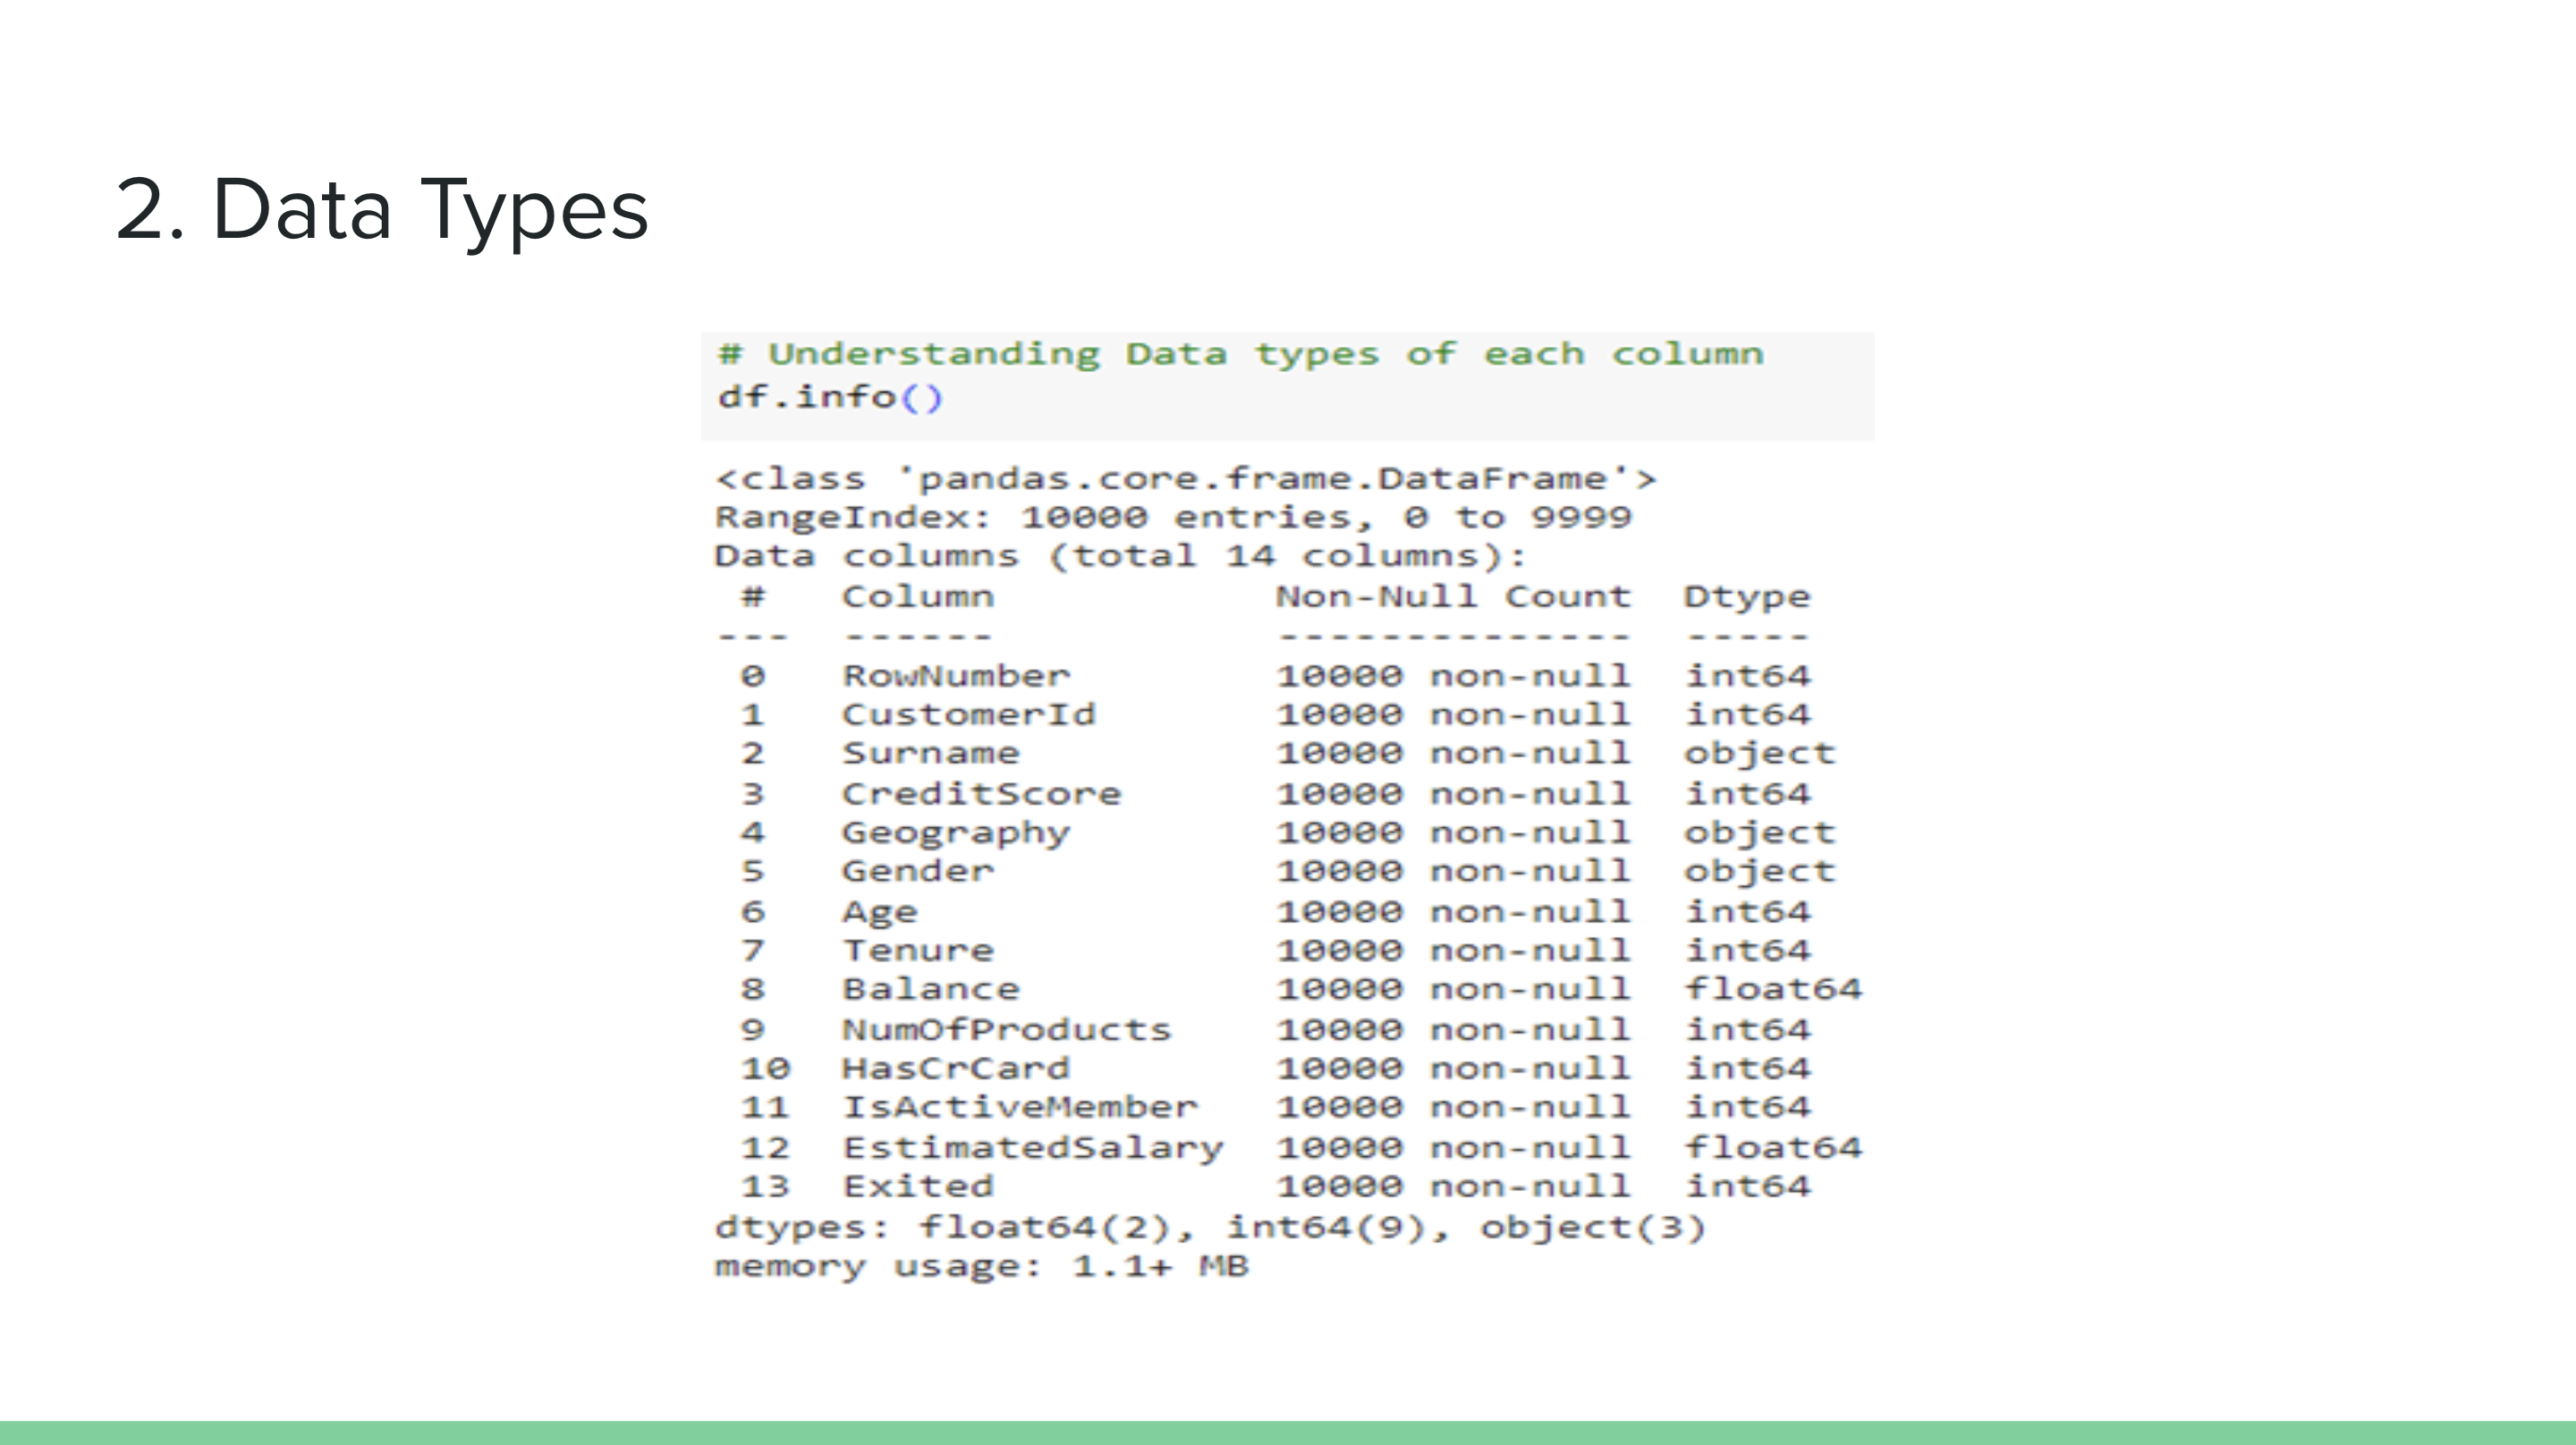 2. Data Types
# Understanding Data types of each column
df.info()
<class 'pandas.core.frame.DataFrame'>
RangeIndex: 10000 entries, 0 to 9999
Data columns (total 14 columns):
 #   Column           Non-Null Count  Dtype
---  ------           --------------  -----
 0   RowNumber        10000 non-null  int64
 1   CustomerId       10000 non-null  int64
 2   Surname          10000 non-null  object
 3   CreditScore      10000 non-null  int64
 4   Geography        10000 non-null  object
 5   Gender           10000 non-null  object
 6   Age              10000 non-null  int64
 7   Tenure           10000 non-null  int64
 8   Balance          10000 non-null  float64
 9   NumOfProducts    10000 non-null  int64
 10  HasCrCard        10000 non-null  int64
 11  IsActiveMember   10000 non-null  int64
 12  EstimatedSalary  10000 non-null  float64
 13  Exited           10000 non-null  int64
dtypes: float64(2), int64(9), object(3)
memory usage: 1.1+ MB